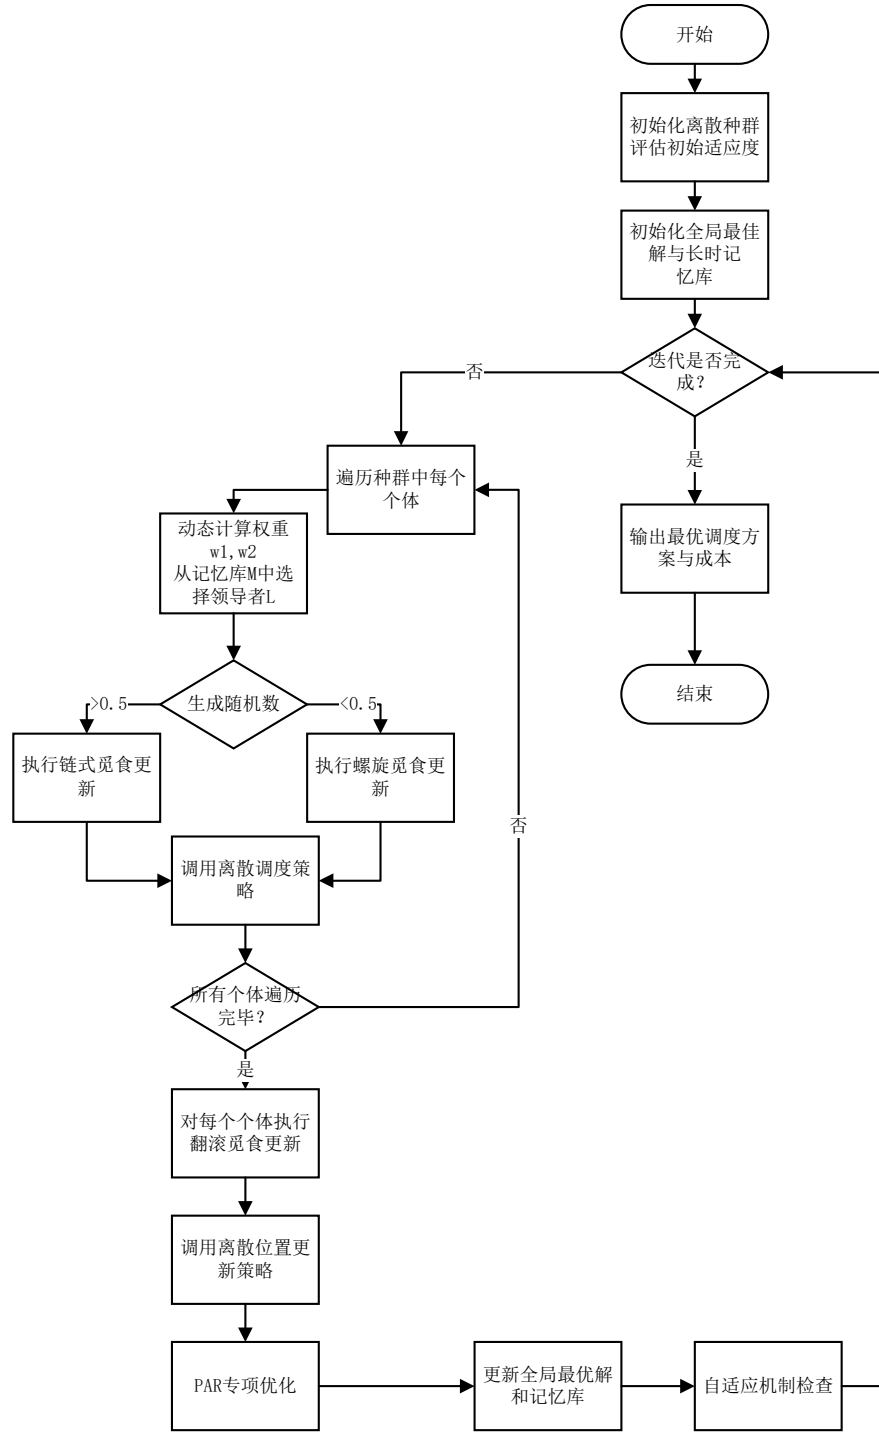 开始
初始化离散种群
评估初始适应度
初始化全局最佳
解与长时记
忆库
迭代是否完
成？
否
是
遍历种群中每个
个体
动态计算权重
w1,w2
从记忆库M中选
择领导者L
输出最优调度方
案与成本
生成随机数
>0.5
<0.5
结束
执行链式觅食更
新
执行螺旋觅食更
新
否
调用离散调度策
略
所有个体遍历
完毕？
是
对每个个体执行
翻滚觅食更新
调用离散位置更
新策略
PAR专项优化
更新全局最优解
和记忆库
自适应机制检查